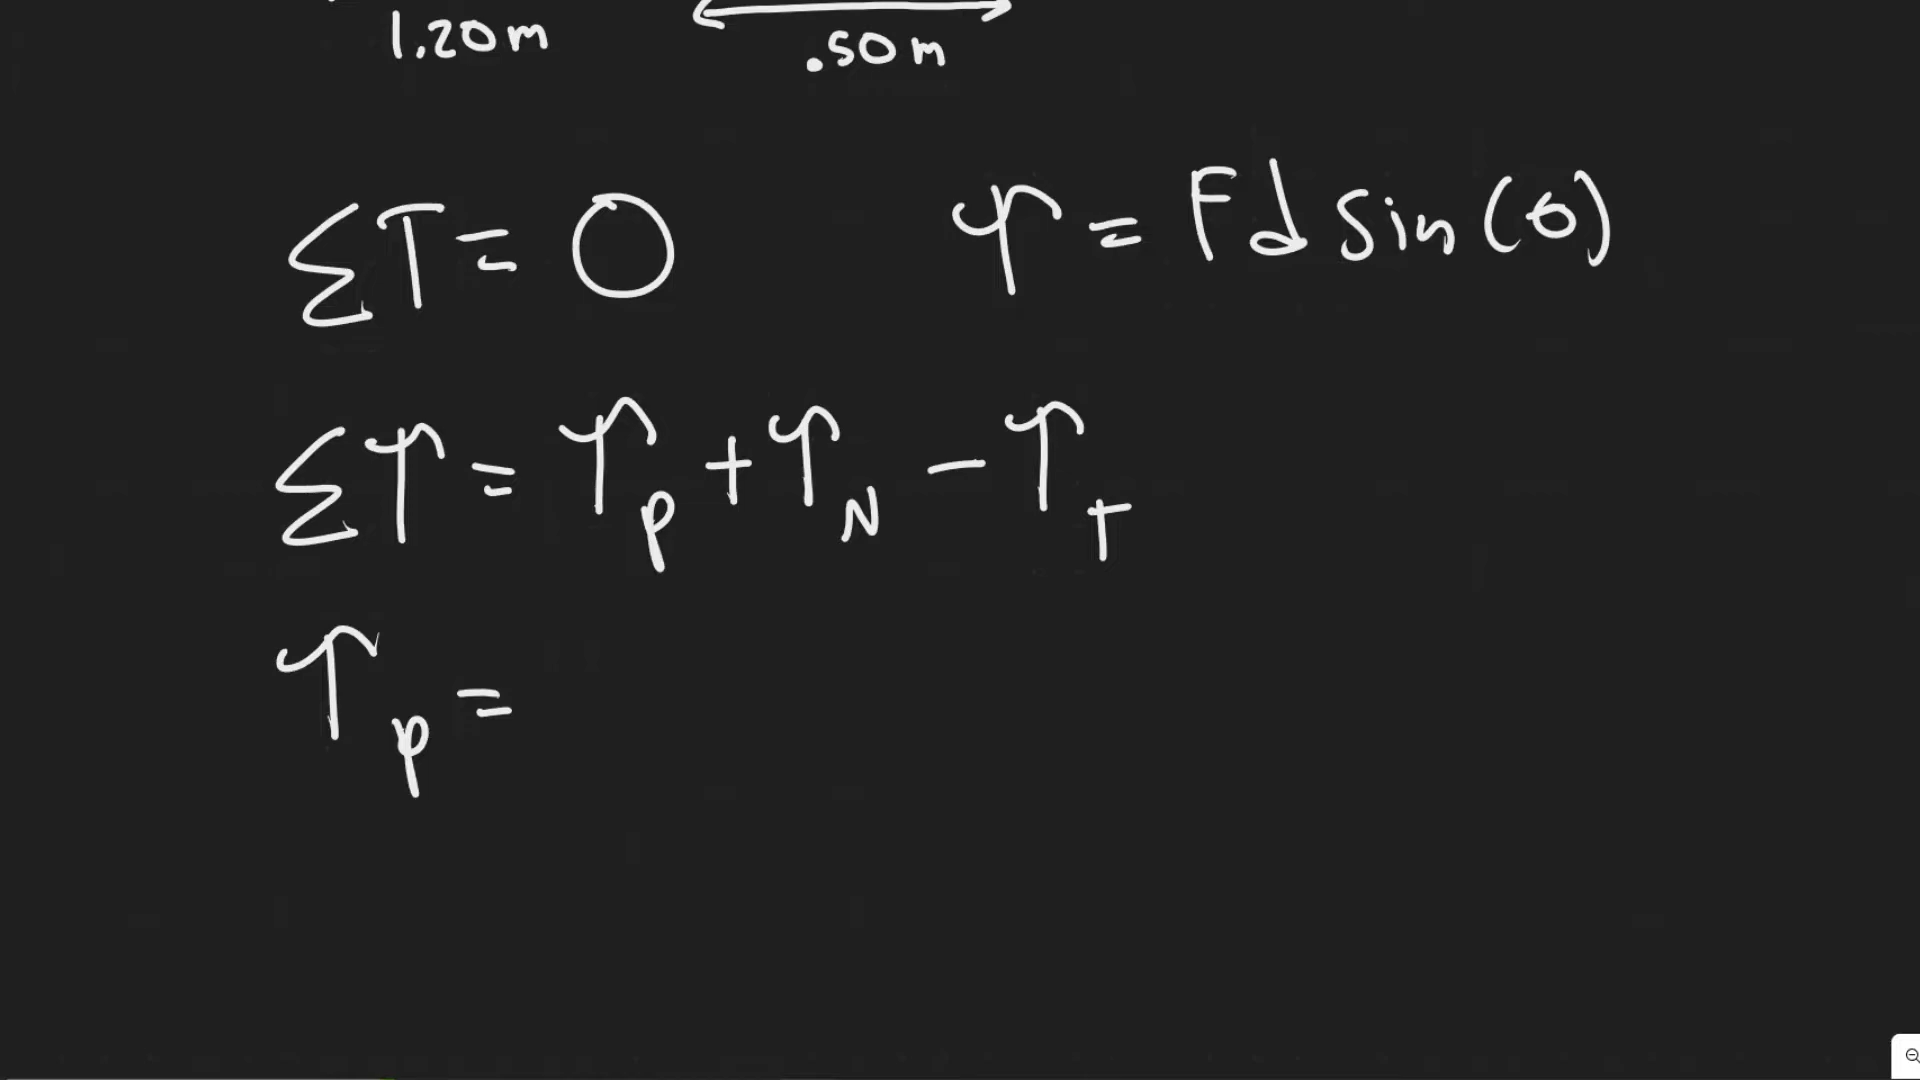 1.20m .50m
ΣT = 0 τ = Fd sin(θ)
Στ = τp + τN - τT
τp =